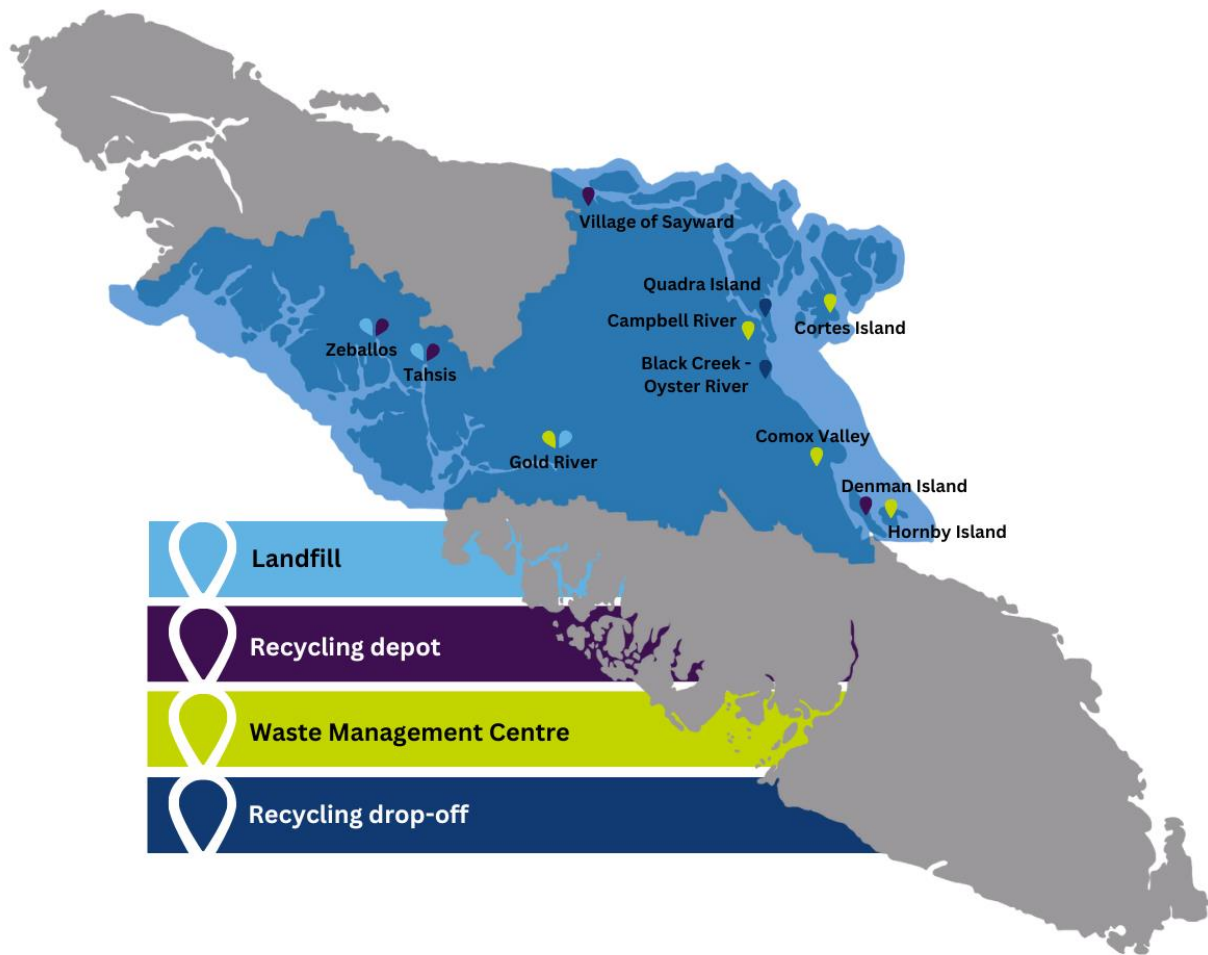 Village of Sayward
Quadra Island
Campbell River
Cortes Island
Zeballos
Tahsis
Black Creek -
Oyster River
Comox Valley
Gold River
Denman Island
Hornby Island
Landfill
Recycling depot
Waste Management Centre
Recycling drop-off